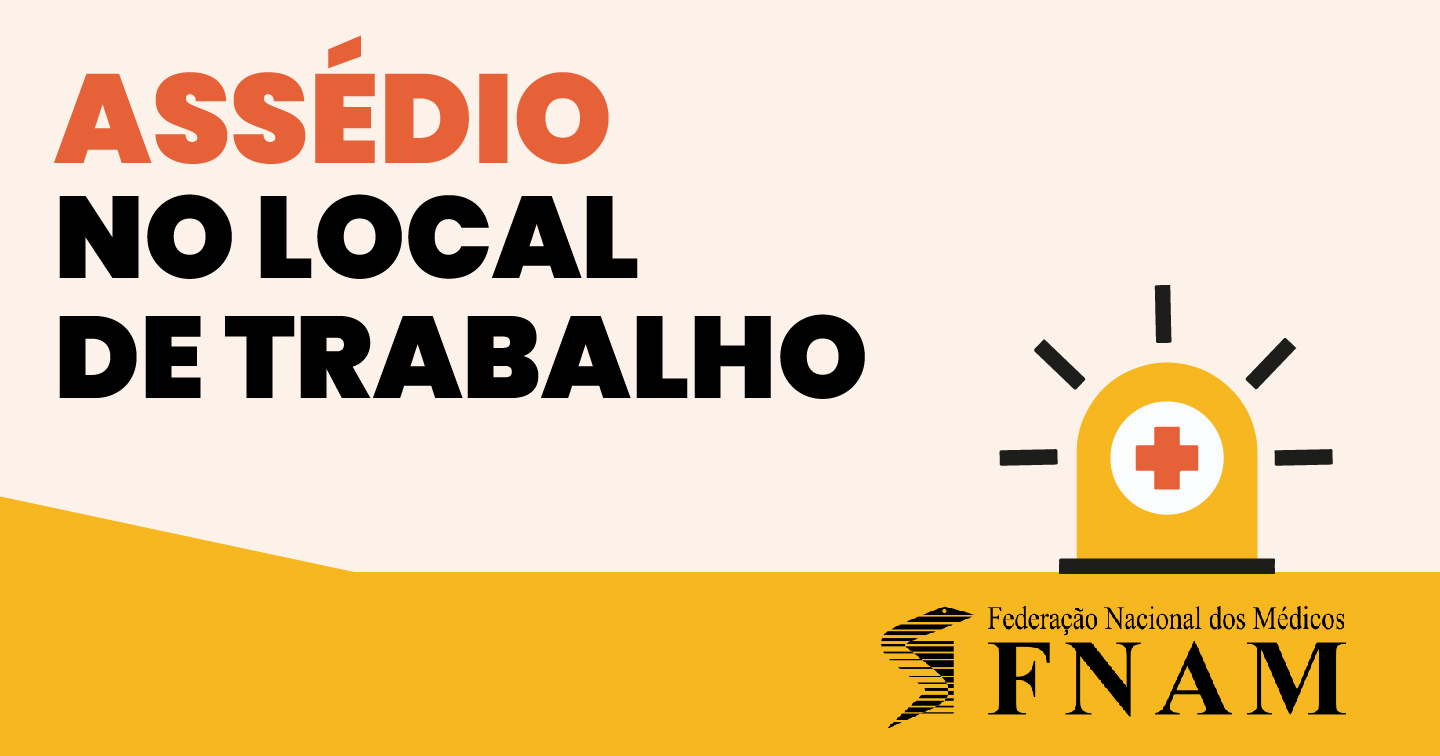 ASSÉDIO
NO LOCAL
DE TRABALHO
Federação Nacional dos Médicos
FNAM